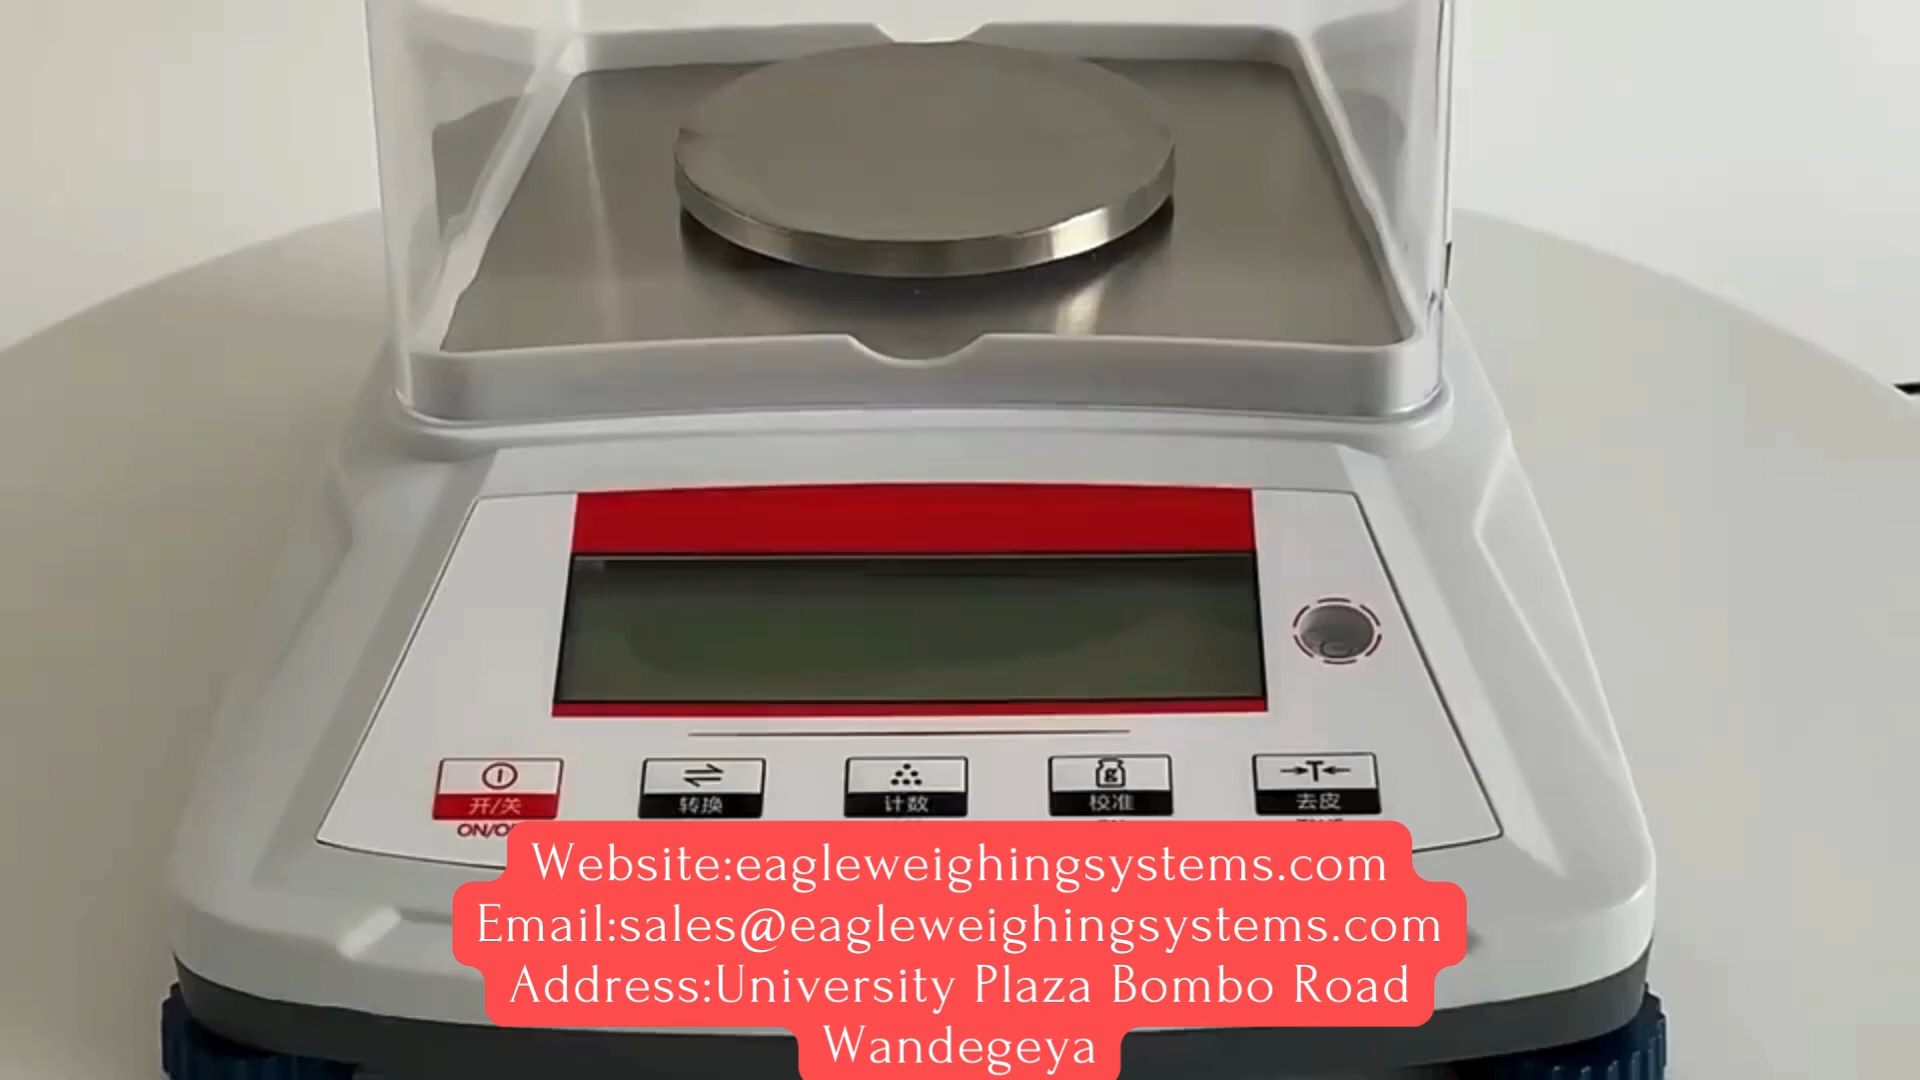 开/关
转换
计数
g
校准
→T←
去皮
Website:eagleweighingsystems.com
Email:sales@eagleweighingsystems.com
Address:University Plaza Bombo Road
Wandegeya